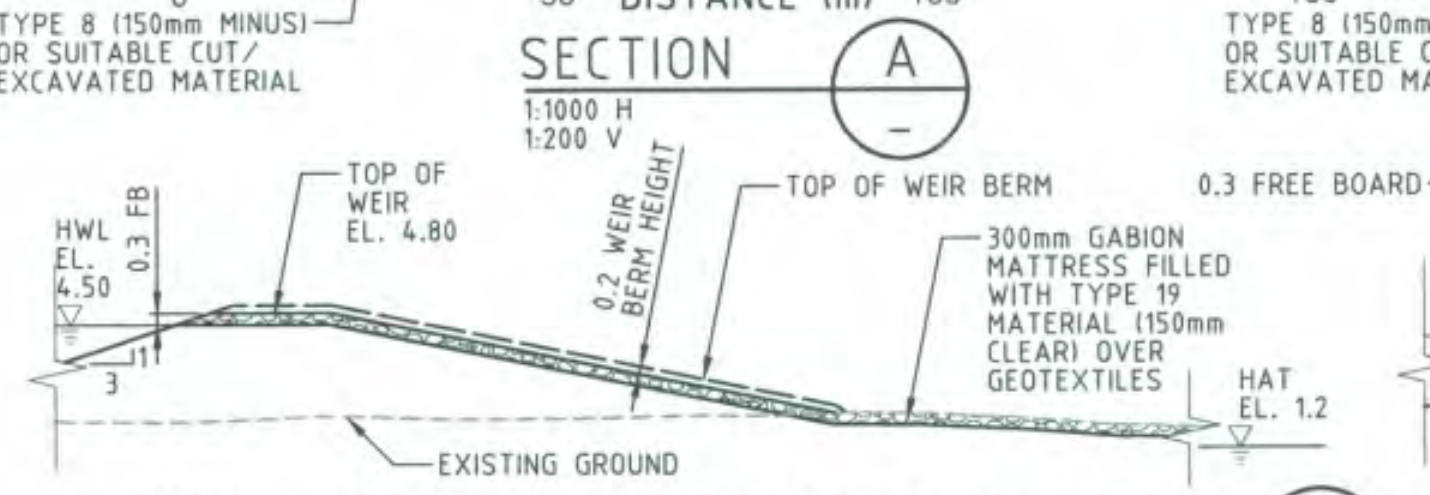 TYPE 8 (150mm MINUS)
OR SUITABLE CUT/
EXCAVATED MATERIAL
DISTANCE (m)
SECTION
A
-
1:1000 H
1:200 V
TYPE 8 (150mm
OR SUITABLE
EXCAVATED
HWL
EL.
4.50
0.3 FB
TOP OF
WEIR
EL. 4.80
0.2 WEIR
BERM HEIGHT
TOP OF WEIR BERM
0.3 FREE BOARD
300mm GABION
MATTRESS FILLED
WITH TYPE 19
MATERIAL (150mm
CLEAR) OVER
GEOTEXTILES
HAT
EL. 1.2
1
3
EXISTING GROUND